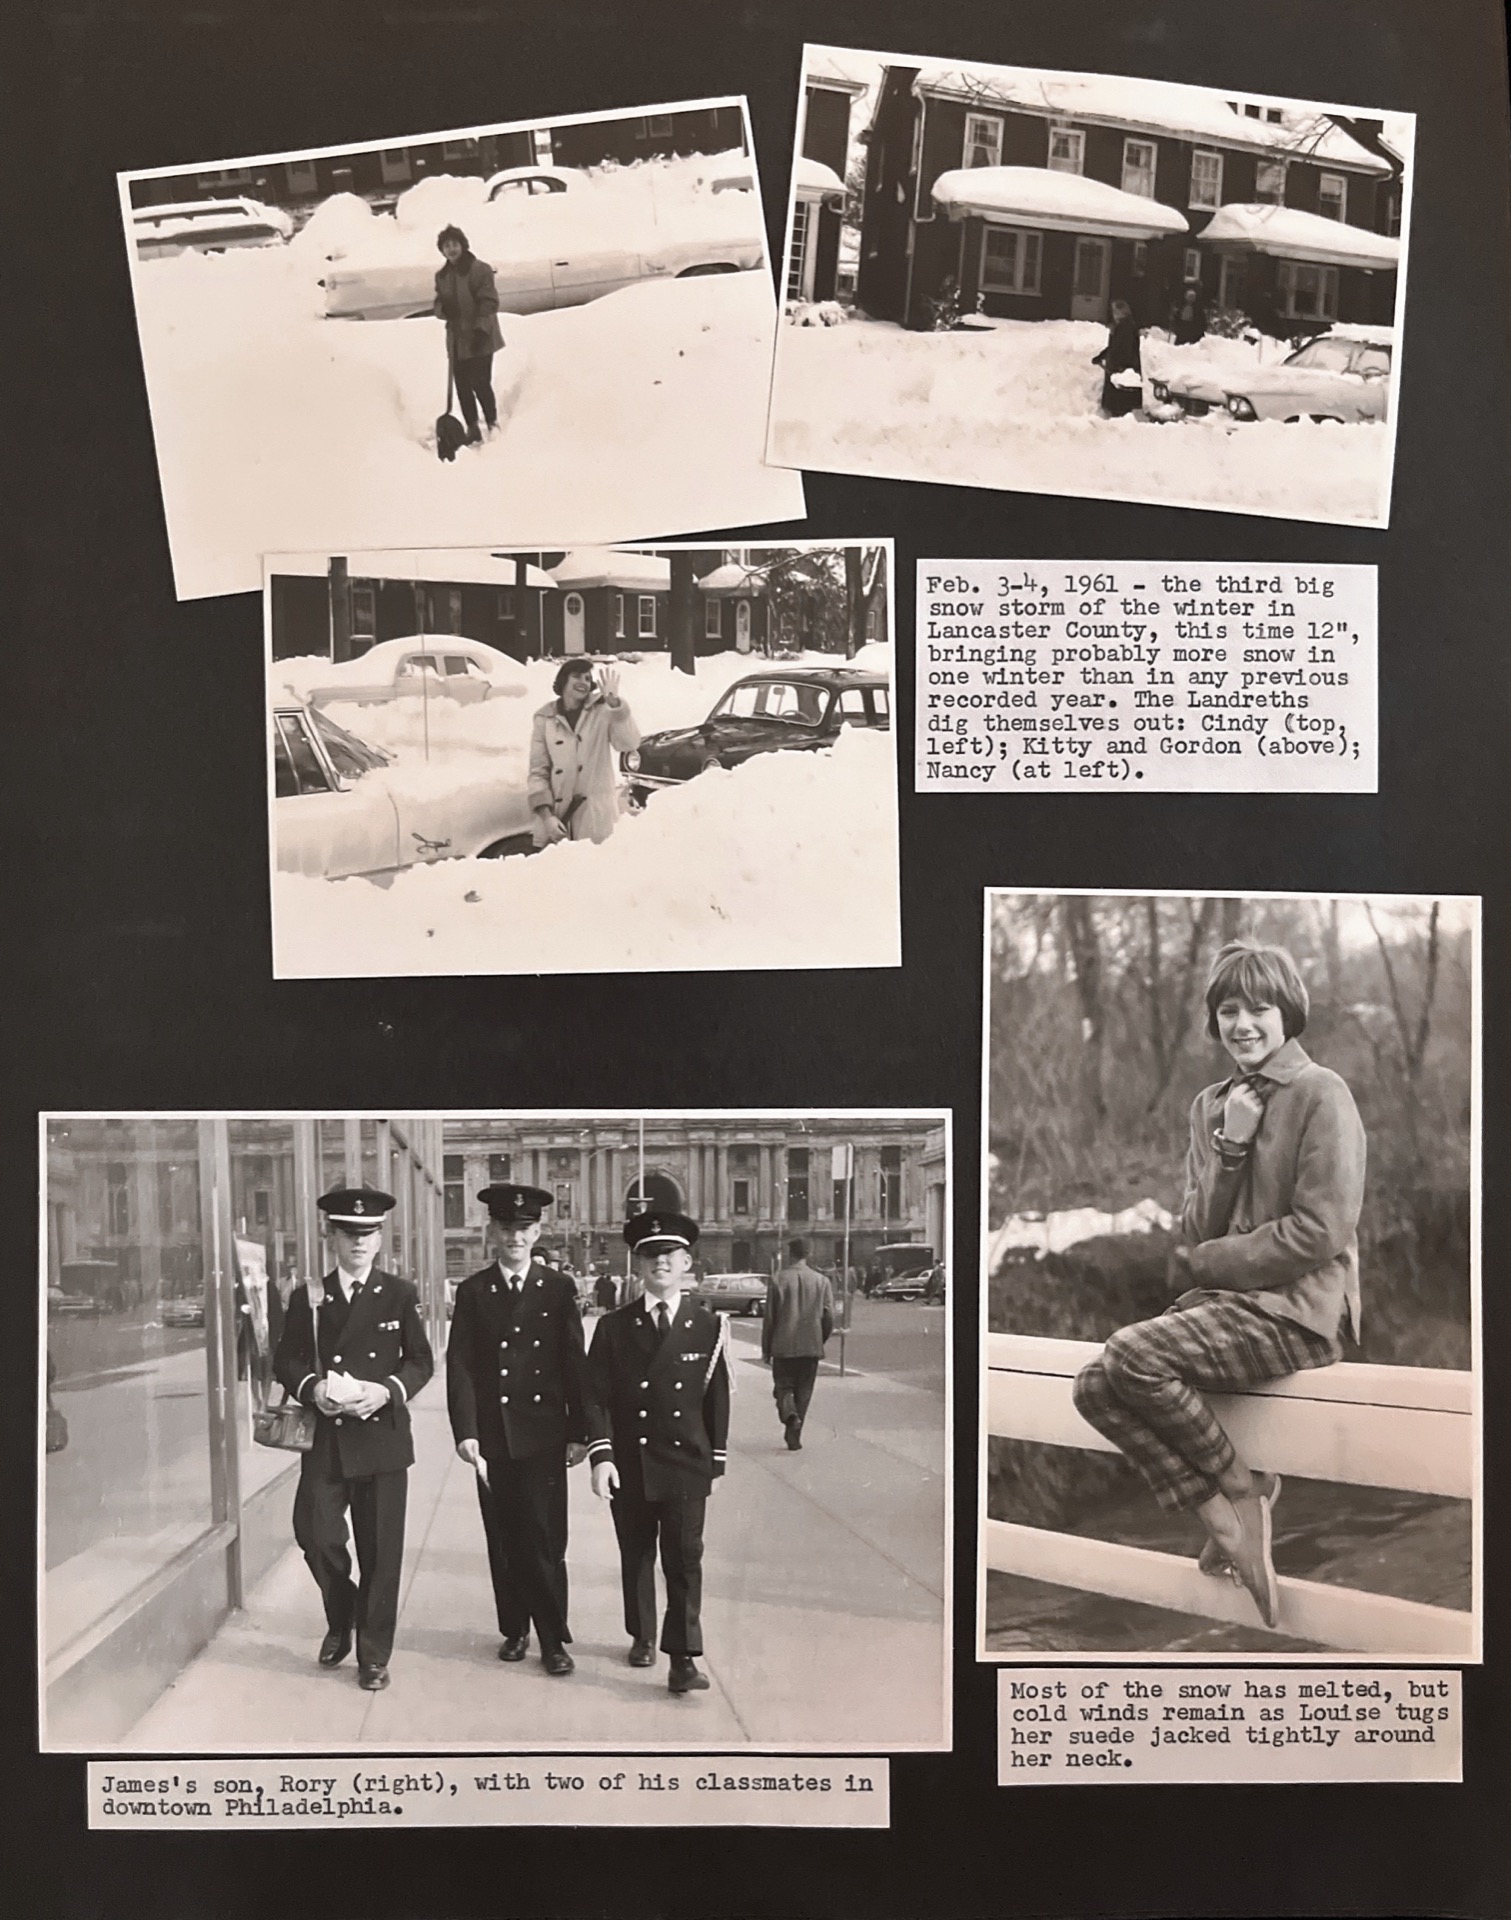 Feb. 3-4, 1961 - the third big
snow storm of the winter in
Lancaster County, this time 12",
bringing probably more snow in
one winter than in any previous
recorded year. The Landreths
dig themselves out: Cindy (top,
left); Kitty and Gordon (above);
Nancy (at left).
Most of the snow has melted, but
cold winds remain as Louise tugs
her suede jacked tightly around
her neck.
James's son, Rory (right), with two of his classmates in
downtown Philadelphia.